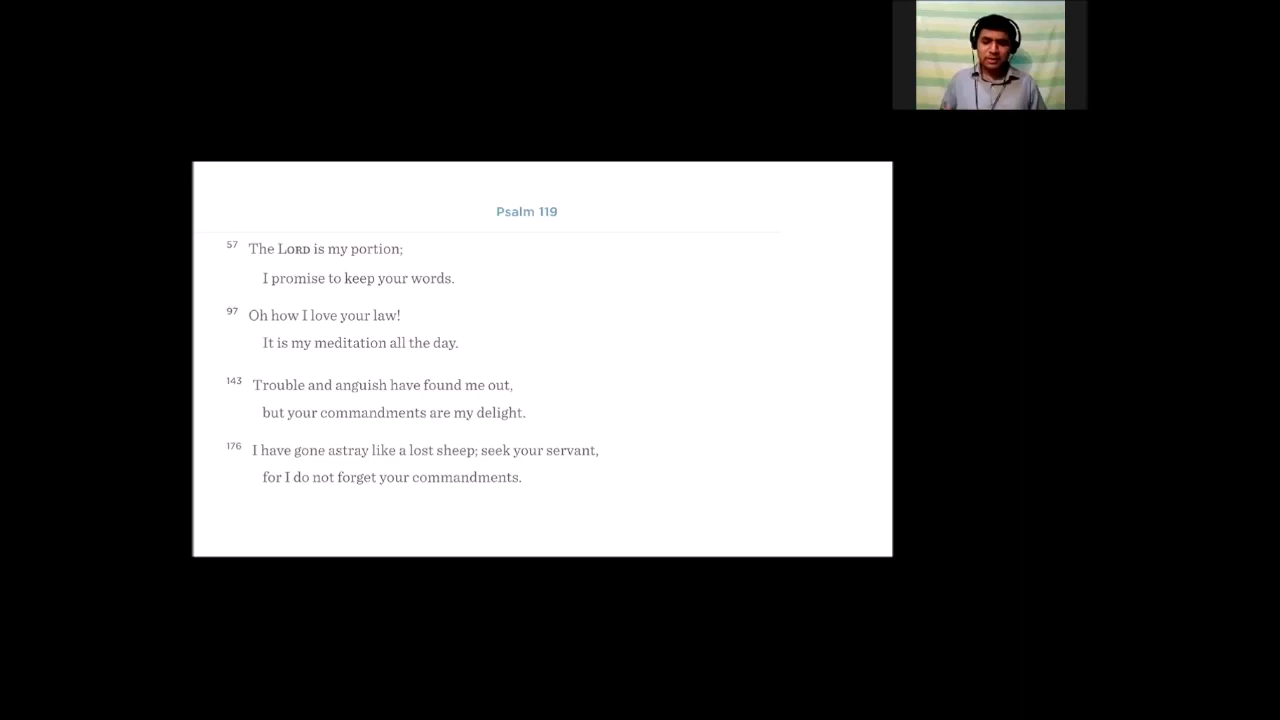 Psalm 119
57 The LORD is my portion;
I promise to keep your words.
97 Oh how I love your law!
It is my meditation all the day.
143 Trouble and anguish have found me out,
but your commandments are my delight.
176 I have gone astray like a lost sheep; seek your servant,
for I do not forget your commandments.